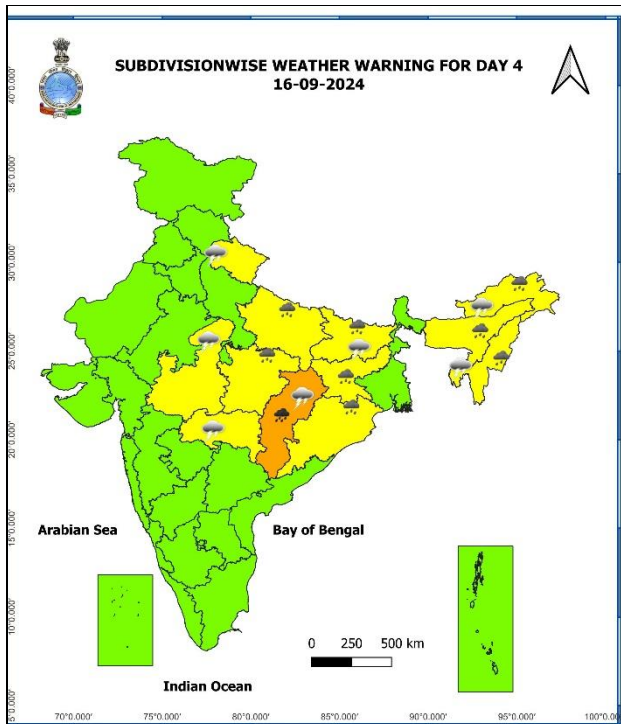 SUBDIVISIONWISE WEATHER WARNING FOR DAY 4
16-09-2024
40°0.000'
35°0.000'
30°0.000'
25°0.000'
20°0.000'
15°0.000'
10°0.000'
5°0.000'
Arabian Sea
Bay of Bengal
0 250 500 km
Indian Ocean
70°0.000' 75°0.000' 80°0.000' 85°0.000' 90°0.000' 95°0.000' 100°0.0